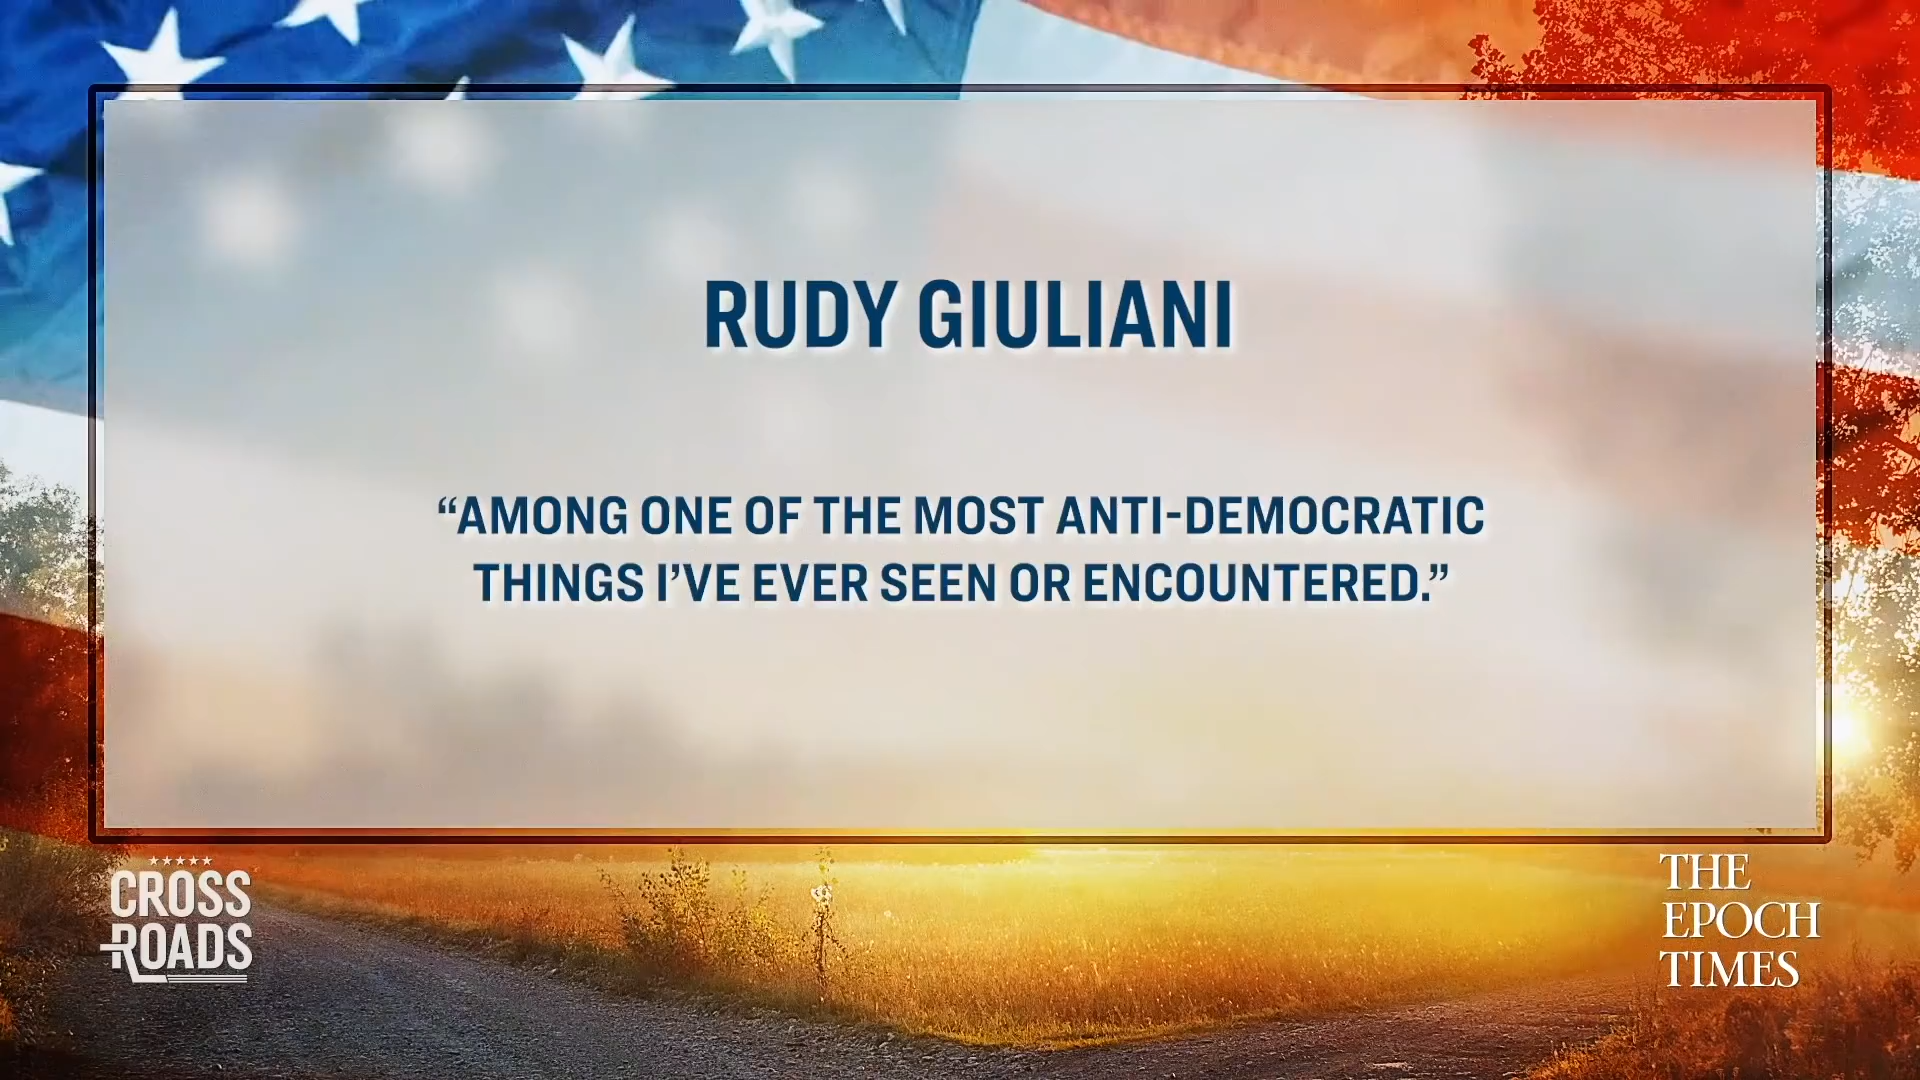 RUDY GIULIANI
“AMONG ONE OF THE MOST ANTI-DEMOCRATIC
THINGS I’VE EVER SEEN OR ENCOUNTERED.”
CROSS
ROADS
THE
EPOCH
TIMES